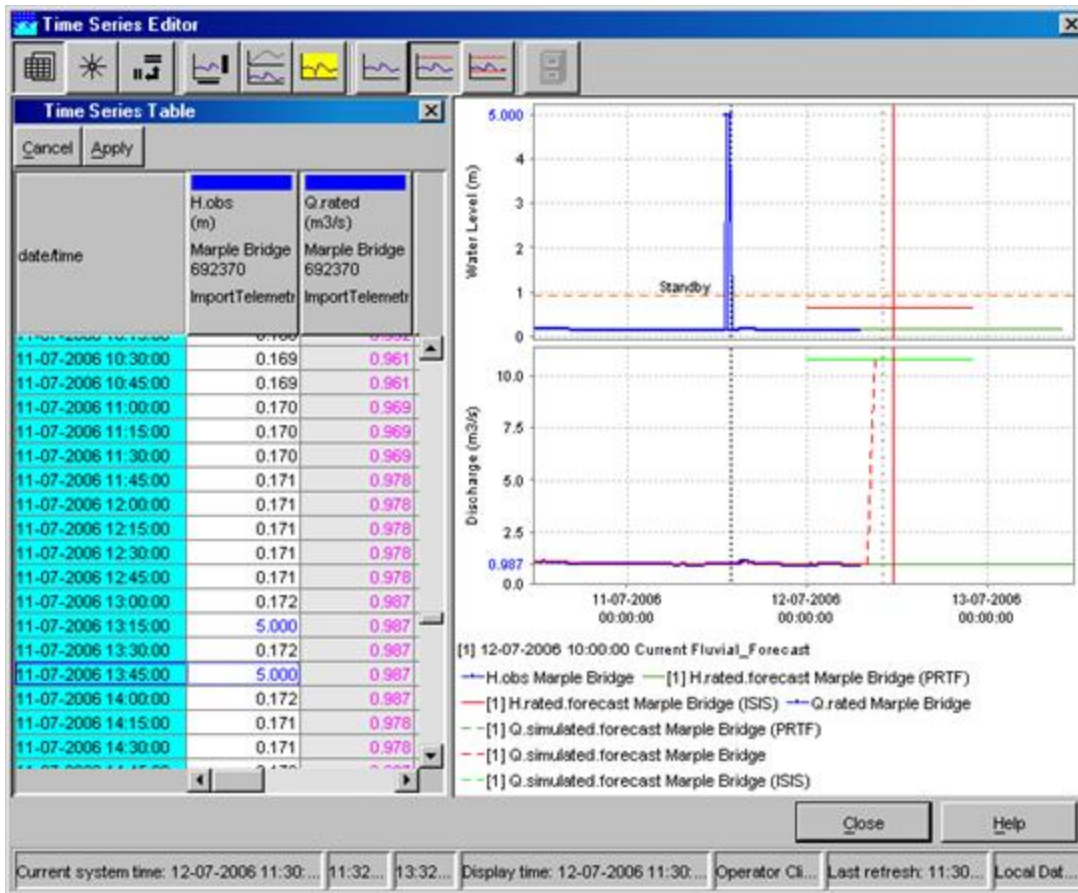 Time Series Editor
Time Series Table
Cancel Apply
date/time
H.obs
(m)
Marple Bridge
692370
ImportTelemetr
Q.rated
(m3/s)
Marple Bridge
692370
ImportTelemetr
11-07-2006 10:30:00 0.169 0.961
11-07-2006 10:45:00 0.169 0.961
11-07-2006 11:00:00 0.170 0.969
11-07-2006 11:15:00 0.170 0.969
11-07-2006 11:30:00 0.170 0.969
11-07-2006 11:45:00 0.171 0.978
11-07-2006 12:00:00 0.171 0.978
11-07-2006 12:15:00 0.171 0.978
11-07-2006 12:30:00 0.171 0.978
11-07-2006 12:45:00 0.171 0.978
11-07-2006 13:00:00 0.172 0.987
11-07-2006 13:15:00 5.000 0.987
11-07-2006 13:30:00 0.172 0.987
11-07-2006 13:45:00 5.000 0.987
11-07-2006 14:00:00 0.172 0.987
11-07-2006 14:15:00 0.171 0.978
11-07-2006 14:30:00 0.171 0.978
Water Level (m)
5.000
4
3
2
1
0
Standby
Discharge (m3/s)
10.0
7.5
5.0
2.5
0.987
0.0
11-07-2006 12-07-2006 13-07-2006
00:00:00 00:00:00 00:00:00
[1] 12-07-2006 10:00:00 Current Fluvial_Forecast
H.obs Marple Bridge [1] H.rated.forecast Marple Bridge (PRTF)
[1] H.rated.forecast Marple Bridge (ISIS) Q.rated Marple Bridge
[1] Q.simulated.forecast Marple Bridge (PRTF)
[1] Q.simulated.forecast Marple Bridge
[1] Q.simulated.forecast Marple Bridge (ISIS)
Close Help
Current system time: 12-07-2006 11:30:... 11:32... 13:32... Display time: 12-07-2006 11:30:... Operator Cli... Last refresh: 11:30... Local Dat...